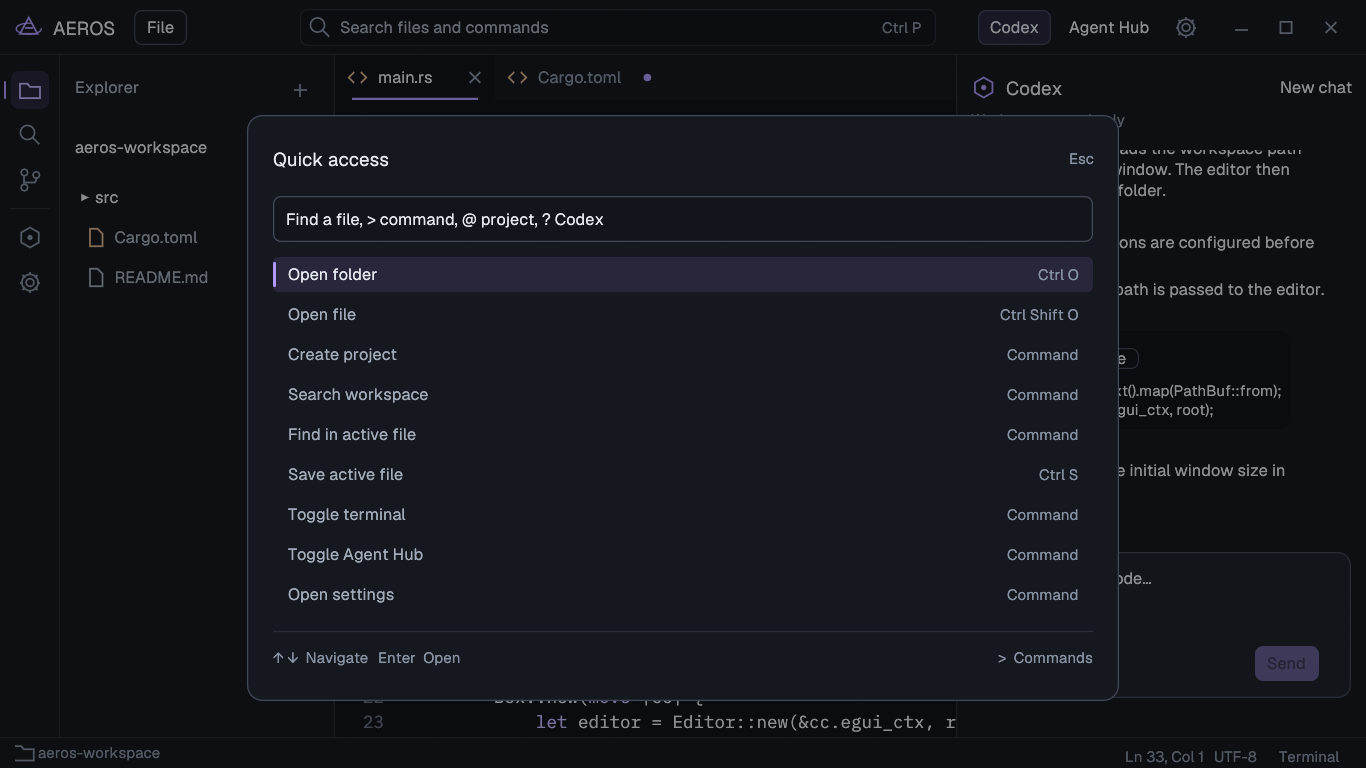 AEROS File Search files and commands Ctrl P Codex Agent Hub
Explorer
main.rs
Cargo.toml
Codex New chat
aeros-workspace
src
Cargo.toml
README.md
Quick access Esc
Find a file, > command, @ project, ? Codex
Open folder Ctrl O
Open file Ctrl Shift O
Create project Command
Search workspace Command
Find in active file Command
Save active file Ctrl S
Toggle terminal Command
Toggle Agent Hub Command
Open settings Command
↑↓ Navigate Enter Open > Commands
the workspace path
window. The editor then
folder.
are configured before
path is passed to the editor.
.map(PathBuf::from);
root);
initial window size in
Send
23 let editor = Editor::new(&cc.egui_ctx, r
aeros-workspace Ln 33, Col 1 UTF-8 Terminal